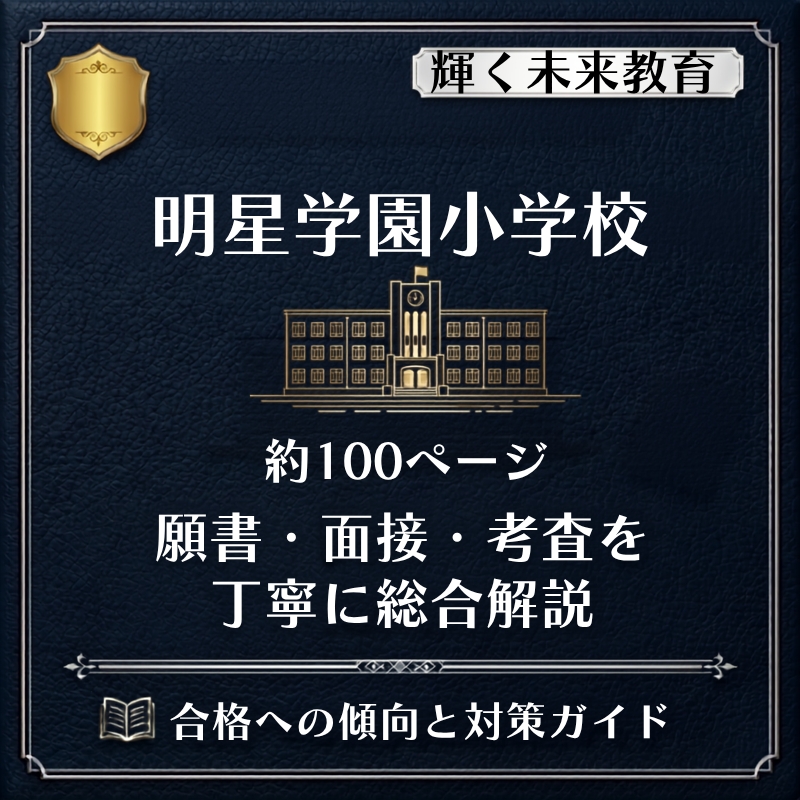 輝く未来教育
明星学園小学校
約100ページ
願書・面接・考査を
丁寧に総合解説
合格への傾向と対策ガイド